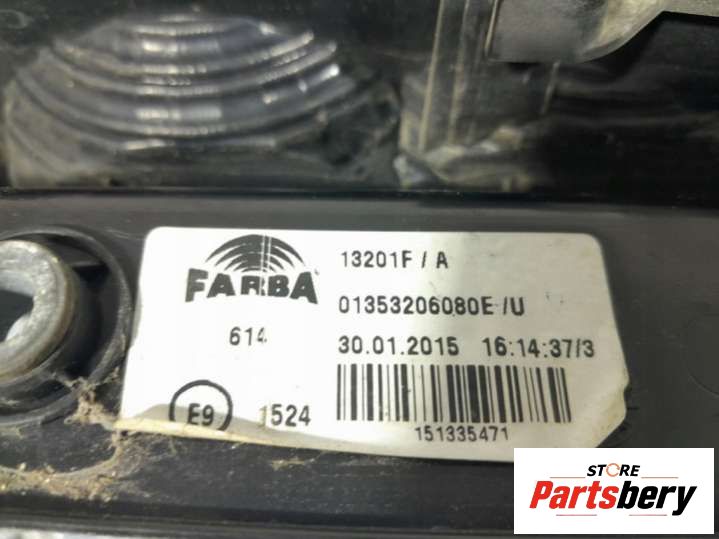 FARBA
13201F / A
01353206080E /U
614
30.01.2015 16:14:37/3
E9 1524
151335471
STORE
Partsbery